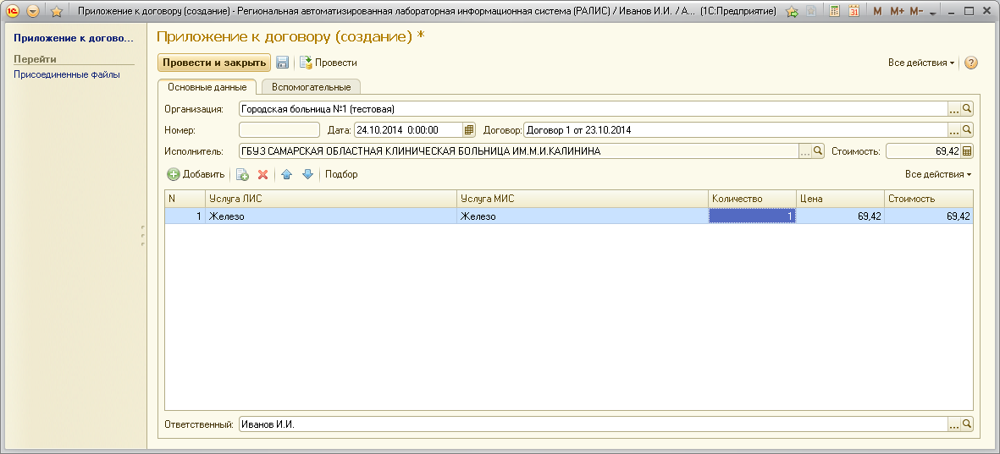 Приложение к договору (создание) - Региональная автоматизированная лабораторная информационная система (РАЛИС) / Иванов И.И. / А... (1С:Предприятие) M M+ M-
Приложение к догово...
Перейти
Присоединенные файлы
Приложение к договору (создание) *
Провести и закрыть Провести Все действия
Основные данные Вспомогательные
Организация: Городская больница №1 (тестовая) ...
Номер: Дата: 24.10.2014 0:00:00 Договор: Договор 1 от 23.10.2014 ...
Исполнитель: ГБУЗ САМАРСКАЯ ОБЛАСТНАЯ КЛИНИЧЕСКАЯ БОЛЬНИЦА ИМ.М.И.КАЛИНИНА ... Стоимость: 69,42
Добавить Подбор Все действия
N Услуга ЛИС Услуга МИС Количество Цена Стоимость
1 Железо Железо 1 69,42 69,42
Ответственный: Иванов И.И. ...